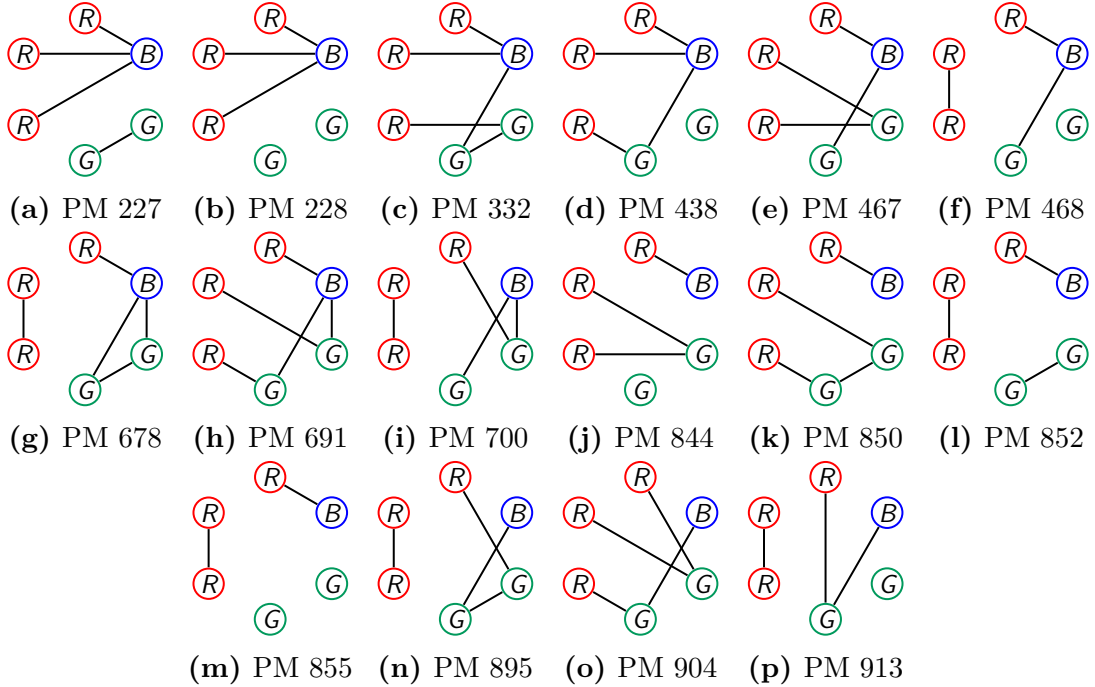 R R R R R R
R B R B R B R B R B R B
R G R G R G R G R G R G
G G G G G G
(a) PM 227 (b) PM 228 (c) PM 332 (d) PM 438 (e) PM 467 (f) PM 468
R R R R R R
R B R B R B R B R B R B
R G R G R G R G R G R G
G G G G G G
(g) PM 678 (h) PM 691 (i) PM 700 (j) PM 844 (k) PM 850 (l) PM 852
R R R R
R B R B R B R B
R G R G R G R G
G G G G
(m) PM 855 (n) PM 895 (o) PM 904 (p) PM 913